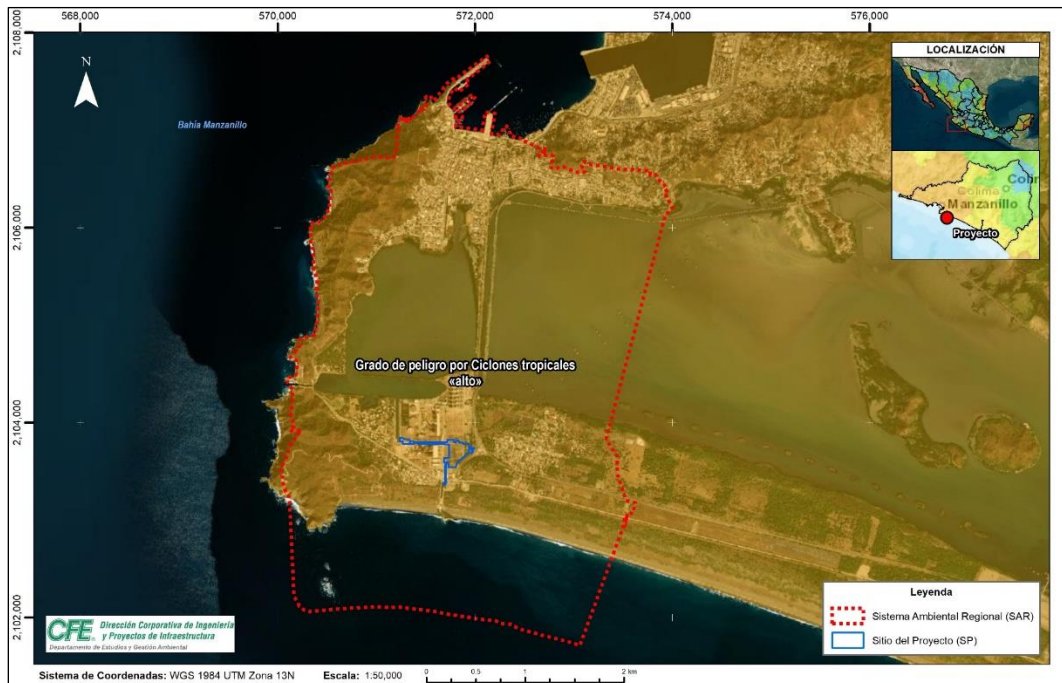 568,000
570,000
572,000
574,000
576,000
2,108,000
2,106,000
2,104,000
2,102,000
N
Bahía Manzanillo
LOCALIZACIÓN
Colima
Manzanillo
Proyecto
Grado de peligro por Ciclones tropicales
«alto»
Leyenda
Sistema Ambiental Regional (SAR)
Sitio del Proyecto (SP)
CFE
Dirección Corporativa de Ingeniería
y Proyectos de Infraestructura
Departamento de Estudios y Gestión Ambiental
Sistema de Coordenadas: WGS 1984 UTM Zona 13N
Escala: 1:50,000
0
0.5
1
2 km